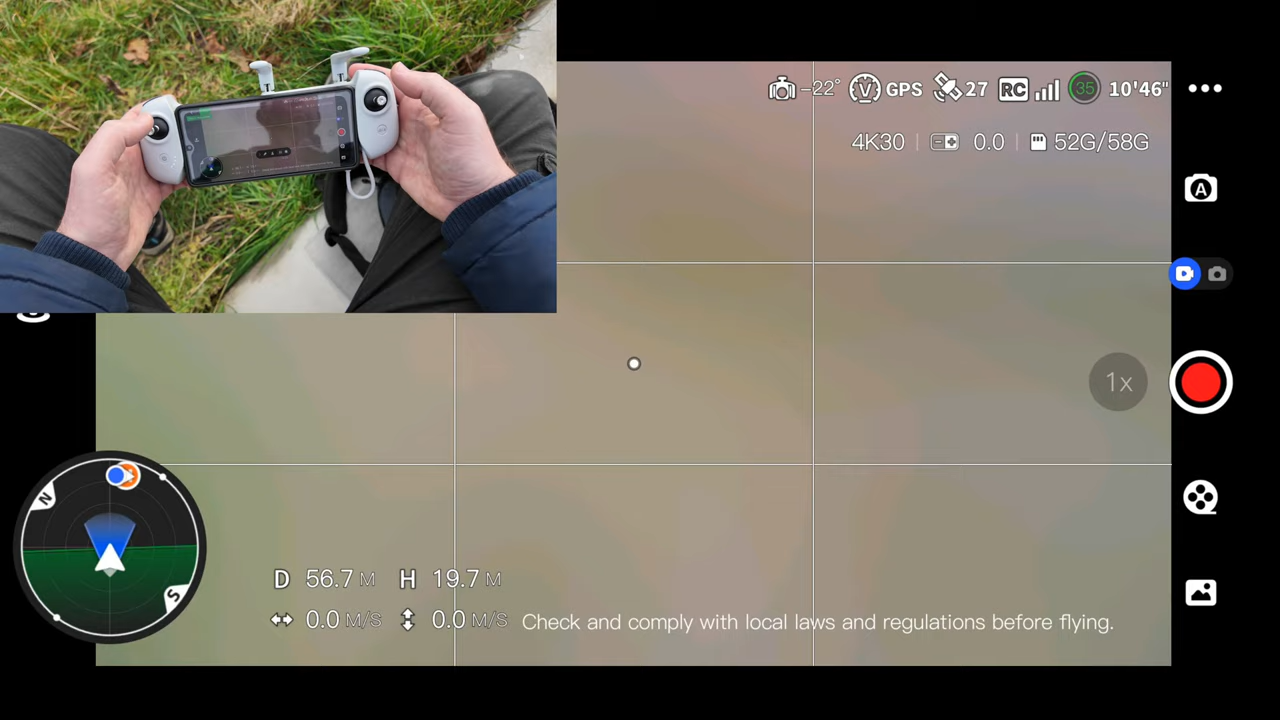 -22° V GPS 27 RC 35 10'46"
4K30 0.0 52G/58G
A
1x
N
S
D 56.7 M H 19.7 M
0.0 M/S 0.0 M/S
Check and comply with local laws and regulations before flying.